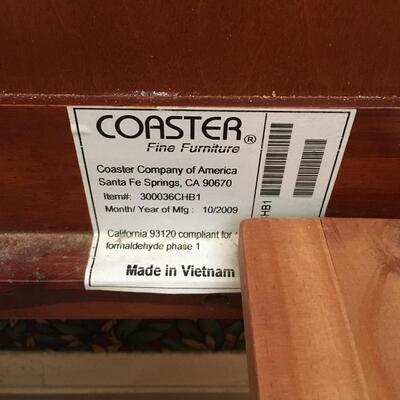 COASTER®
Fine Furniture
Coaster Company of America
Santa Fe Springs, CA 90670
Item#: 300036CHB1
Month/ Year of Mfg : 10/2009
California 93120 compliant for
formaldehyde phase 1
Made in Vietnam
HB1